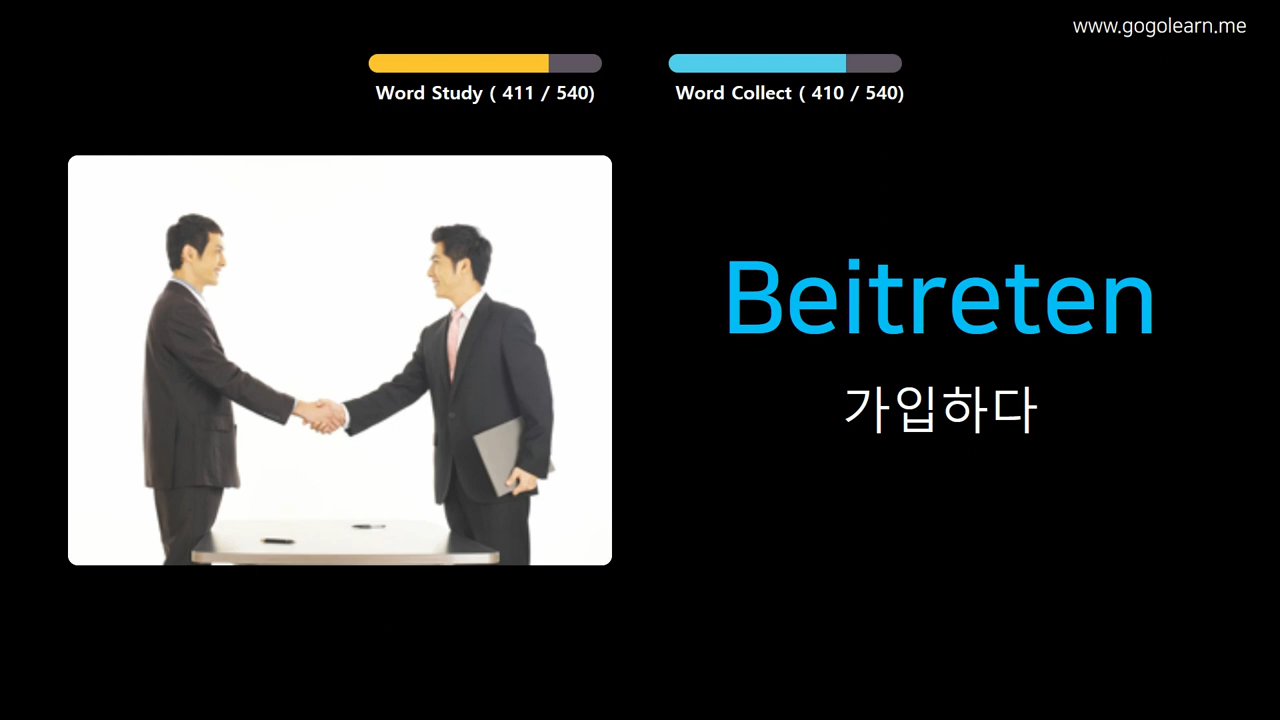 www.gogolearn.me
Word Study ( 411 / 540)
Word Collect ( 410 / 540)
Beitreten
가입하다